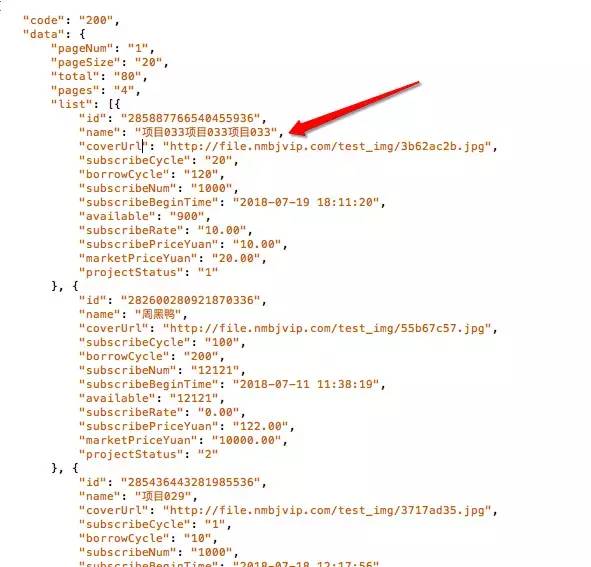 {
"code": "200",
"data": {
"pageNum": "1",
"pageSize": "20",
"total": "80",
"pages": "4",
"list": [{
"id": "285887766540455936",
"name": "项目033项目033项目033",
"coverUrl": "http://file.nmbjvip.com/test_img/3b62ac2b.jpg",
"subscribeCycle": "20",
"borrowCycle": "120",
"subscribeNum": "1000",
"subscribeBeginTime": "2018-07-19 18:11:20",
"available": "900",
"subscribeRate": "10.00",
"subscribePriceYuan": "10.00",
"marketPriceYuan": "20.00",
"projectStatus": "1"
}, {
"id": "282600280921870336",
"name": "周黑鸭",
"coverUrl": "http://file.nmbjvip.com/test_img/55b67c57.jpg",
"subscribeCycle": "100",
"borrowCycle": "200",
"subscribeNum": "12121",
"subscribeBeginTime": "2018-07-11 11:38:19",
"available": "12121",
"subscribeRate": "0.00",
"subscribePriceYuan": "122.00",
"marketPriceYuan": "10000.00",
"projectStatus": "2"
}, {
"id": "285436443281985536",
"name": "项目029",
"coverUrl": "http://file.nmbjvip.com/test_img/3717ad35.jpg",
"subscribeCycle": "1",
"borrowCycle": "10",
"subscribeNum": "1000",
"subscribeBeginTime": "2018-07-18 12:17:56",